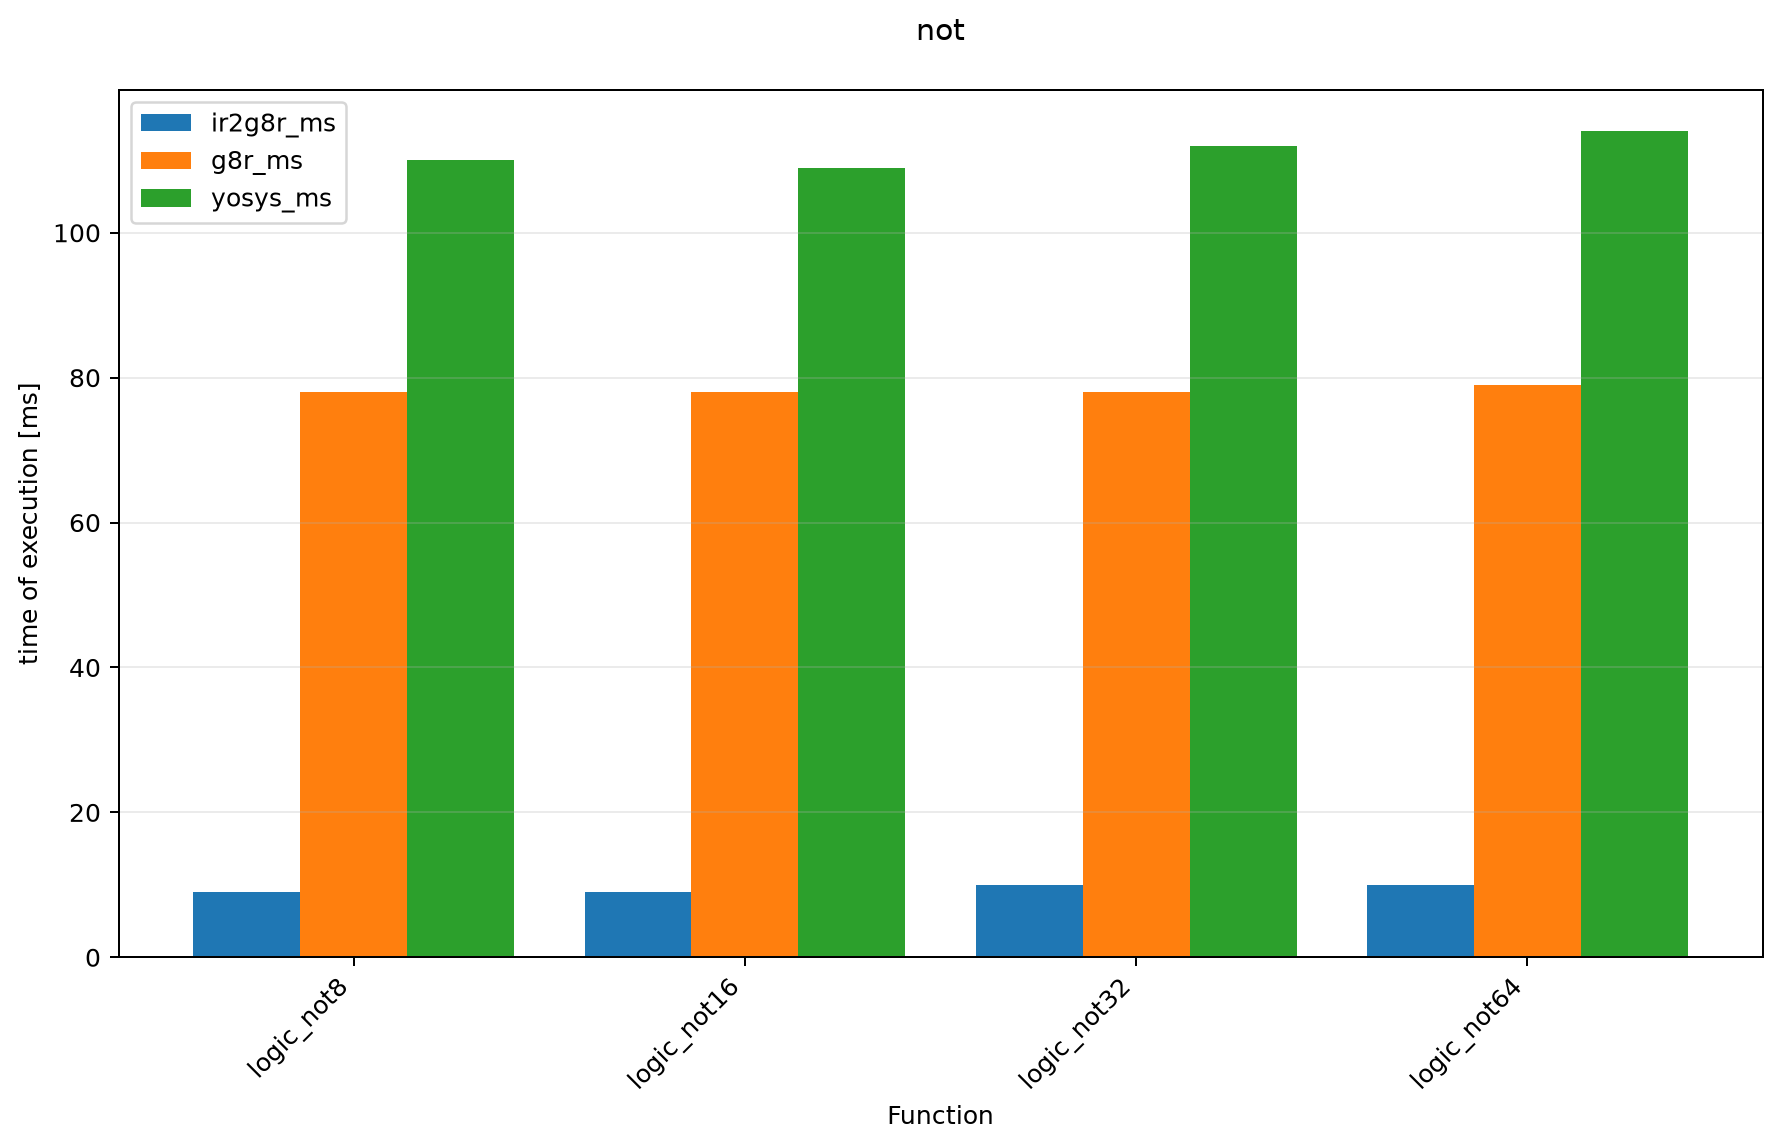 not
ir2g8r_ms
g8r_ms
yosys_ms
time of execution [ms]
100
80
60
40
20
0
logic_not8
logic_not16
logic_not32
logic_not64
Function